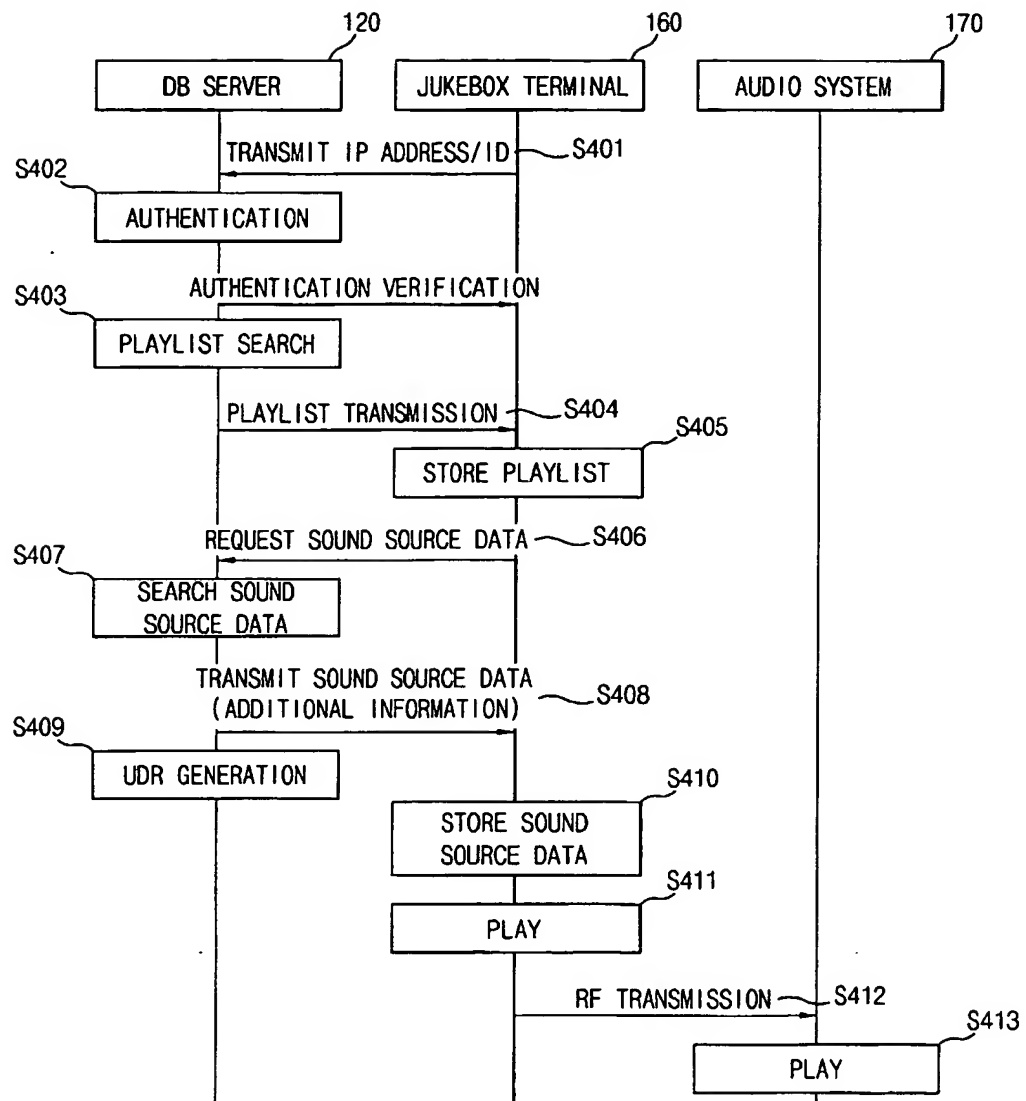 120
160
170
DB SERVER
JUKEBOX TERMINAL
AUDIO SYSTEM
TRANSMIT IP ADDRESS/ID
S401
S402
AUTHENTICATION
AUTHENTICATION VERIFICATION
S403
PLAYLIST SEARCH
PLAYLIST TRANSMISSION
S404
S405
STORE PLAYLIST
REQUEST SOUND SOURCE DATA
S406
S407
SEARCH SOUND
SOURCE DATA
TRANSMIT SOUND SOURCE DATA
(ADDITIONAL INFORMATION)
S408
S409
UDR GENERATION
S410
STORE SOUND
SOURCE DATA
S411
PLAY
RF TRANSMISSION
S412
S413
PLAY